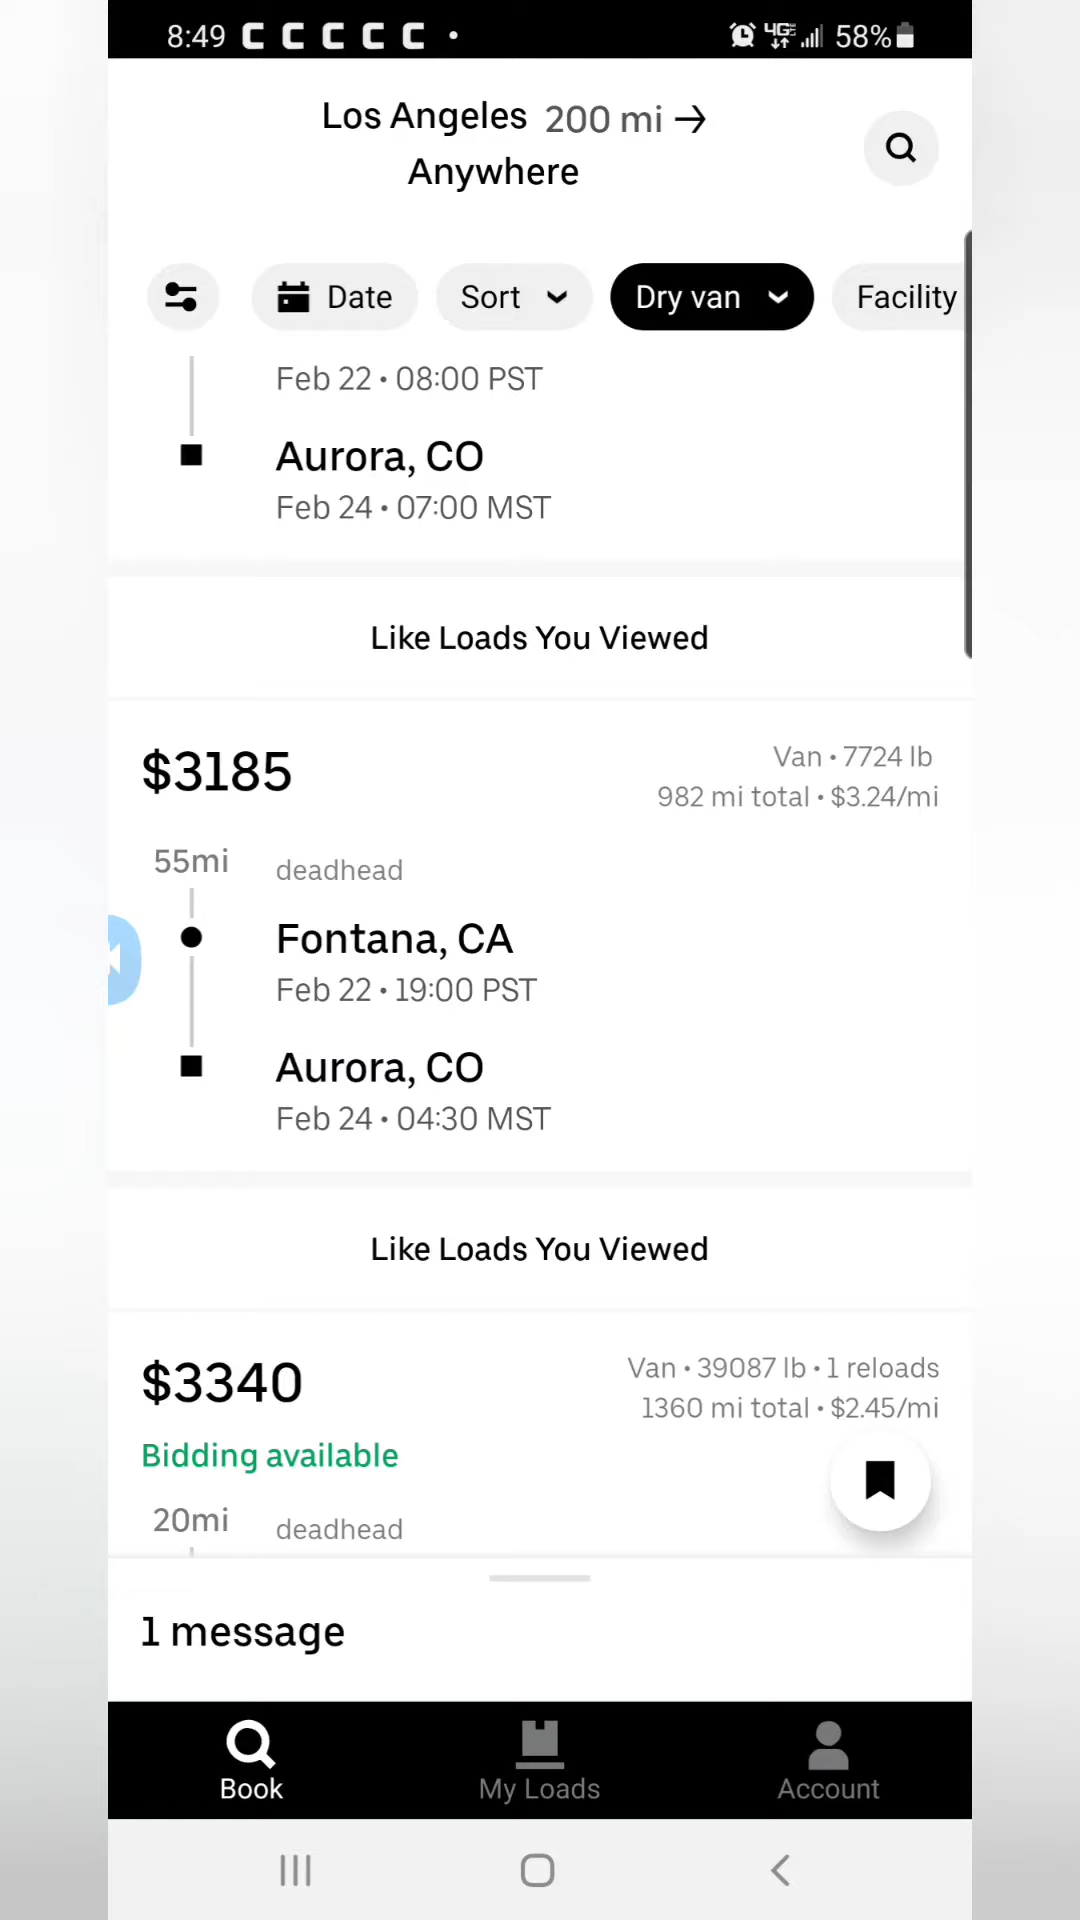 8:49 C C C C C • 4GE 58%
Los Angeles 200 mi →
Anywhere
Date Sort Dry van Facility
Feb 22 • 08:00 PST
Aurora, CO
Feb 24 • 07:00 MST
Like Loads You Viewed
$3185 Van • 7724 lb
982 mi total • $3.24/mi
55mi deadhead
Fontana, CA
Feb 22 • 19:00 PST
Aurora, CO
Feb 24 • 04:30 MST
Like Loads You Viewed
$3340 Van • 39087 lb • 1 reloads
1360 mi total • $2.45/mi
Bidding available
20mi deadhead
1 message
Book My Loads Account